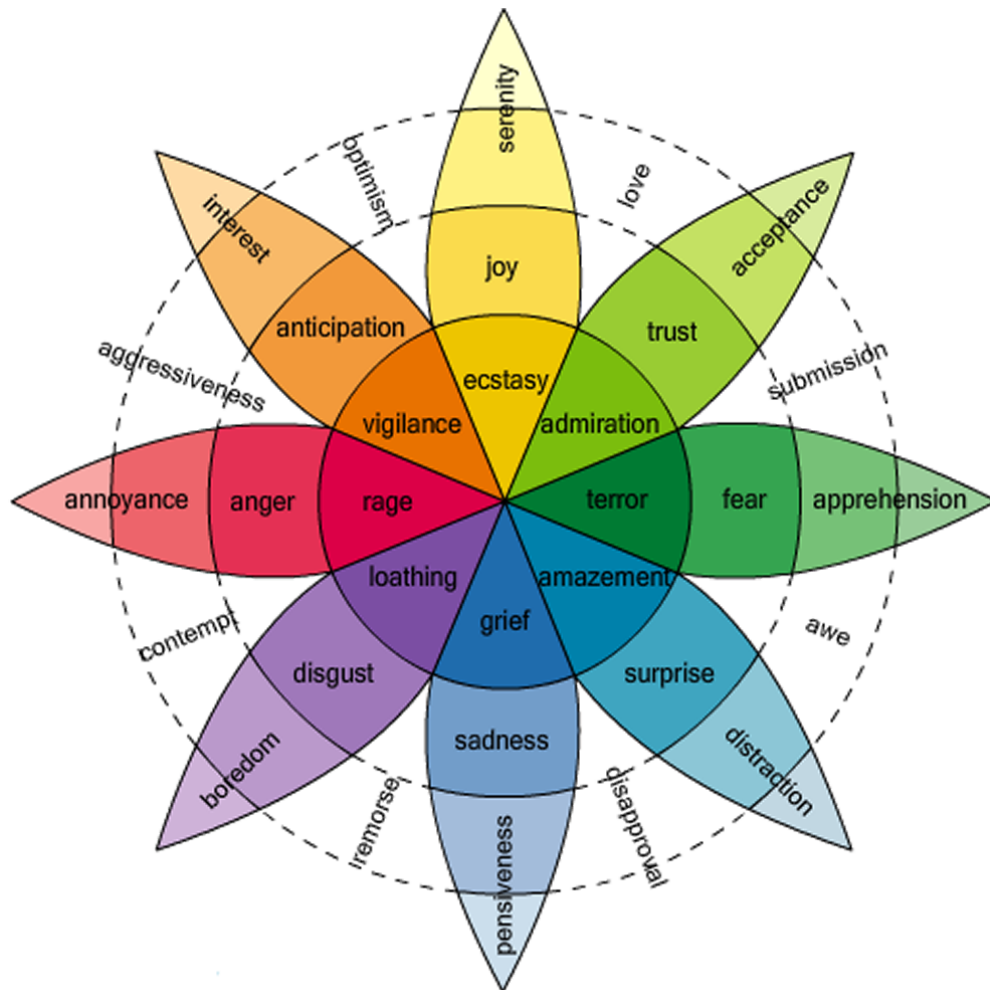 serenity
optimism
love
interest
acceptance
joy
anticipation
trust
aggressiveness
submission
ecstasy
vigilance
admiration
annoyance
anger
rage
terror
fear
apprehension
loathing
amazement
contempt
grief
awe
disgust
surprise
sadness
boredom
distraction
remorse
disapproval
pensiveness